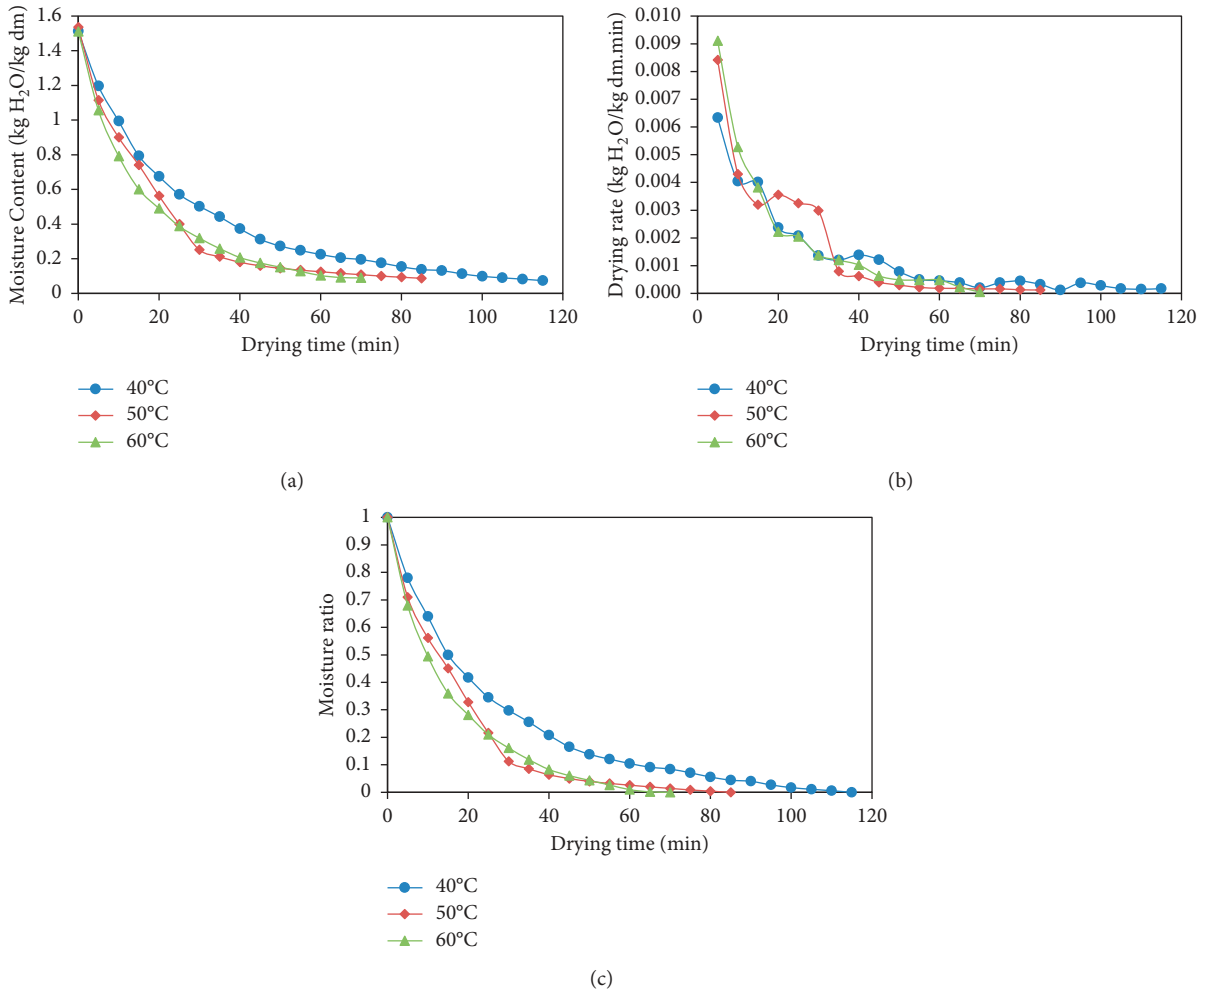 Moisture Content (kg H2O/kg dm)
1.6
1.4
1.2
1
0.8
0.6
0.4
0.2
0
0 20 40 60 80 100 120
Drying time (min)
40°C
50°C
60°C
(a)
Drying rate (kg H2O/kg dm.min)
0.010
0.009
0.008
0.007
0.006
0.005
0.004
0.003
0.002
0.001
0.000
0 20 40 60 80 100 120
Drying time (min)
40°C
50°C
60°C
(b)
Moisture ratio
1
0.9
0.8
0.7
0.6
0.5
0.4
0.3
0.2
0.1
0
0 20 40 60 80 100 120
Drying time (min)
40°C
50°C
60°C
(c)